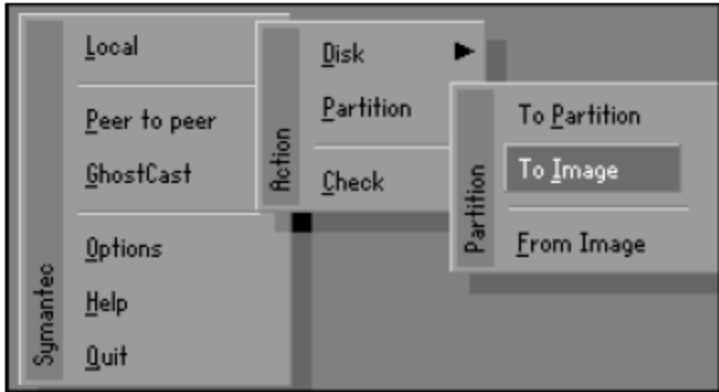 Symantec
Local
Peer to peer
GhostCast
Options
Help
Quit
Action
Disk
Partition
Check
Partition
To Partition
To Image
From Image